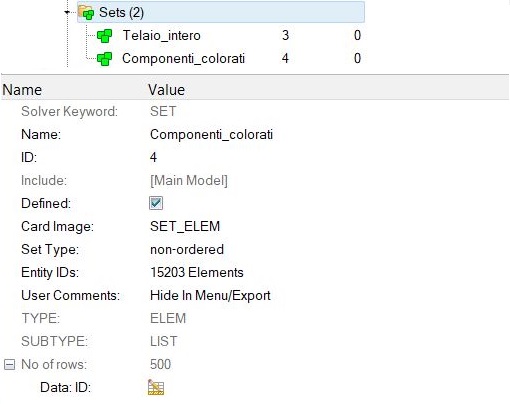 Sets (2)
Telaio_intero 3 0
Componenti_colorati 4 0
Name Value
Solver Keyword: SET
Name: Componenti_colorati
ID: 4
Include: [Main Model]
Defined:
Card Image: SET_ELEM
Set Type: non-ordered
Entity IDs: 15203 Elements
User Comments: Hide In Menu/Export
TYPE: ELEM
SUBTYPE: LIST
No of rows: 500
Data: ID: